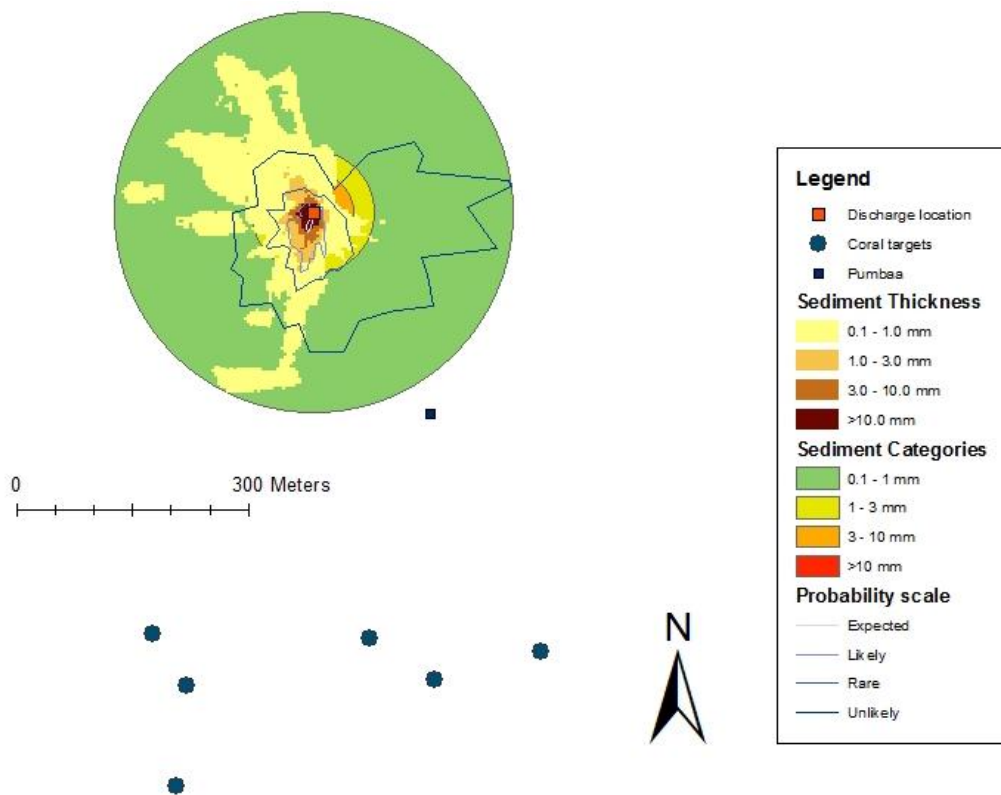 0
300 Meters
N
Legend
Discharge location
Coral targets
Pumbaa
Sediment Thickness
0.1 - 1.0 mm
1.0 - 3.0 mm
3.0 - 10.0 mm
>10.0 mm
Sediment Categories
0.1 - 1 mm
1 - 3 mm
3 - 10 mm
>10 mm
Probability scale
Expected
Likely
Rare
Unlikely